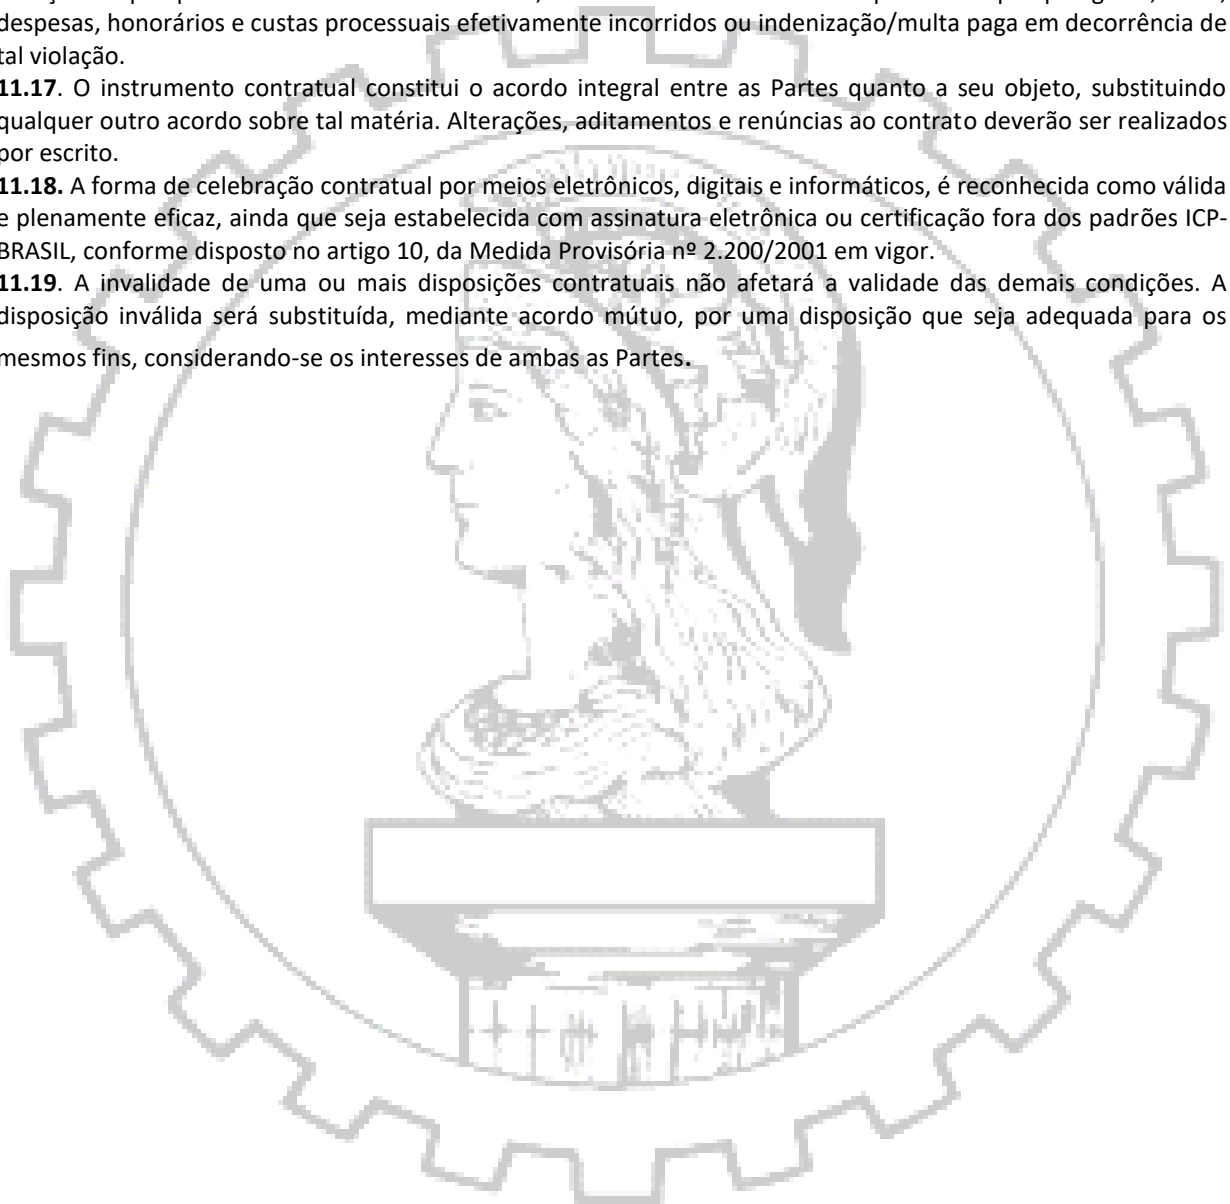 despesas, honorários e custas processuais efetivamente incorridos ou indenização/multa paga em decorrência de
tal violação.
11.17. O instrumento contratual constitui o acordo integral entre as Partes quanto a seu objeto, substituindo
qualquer outro acordo sobre tal matéria. Alterações, aditamentos e renúncias ao contrato deverão ser realizados
por escrito.
11.18. A forma de celebração contratual por meios eletrônicos, digitais e informáticos, é reconhecida como válida
e plenamente eficaz, ainda que seja estabelecida com assinatura eletrônica ou certificação fora dos padrões ICP-
BRASIL, conforme disposto no artigo 10, da Medida Provisória nº 2.200/2001 em vigor.
11.19. A invalidade de uma ou mais disposições contratuais não afetará a validade das demais condições. A
disposição inválida será substituída, mediante acordo mútuo, por uma disposição que seja adequada para os
mesmos fins, considerando-se os interesses de ambas as Partes.